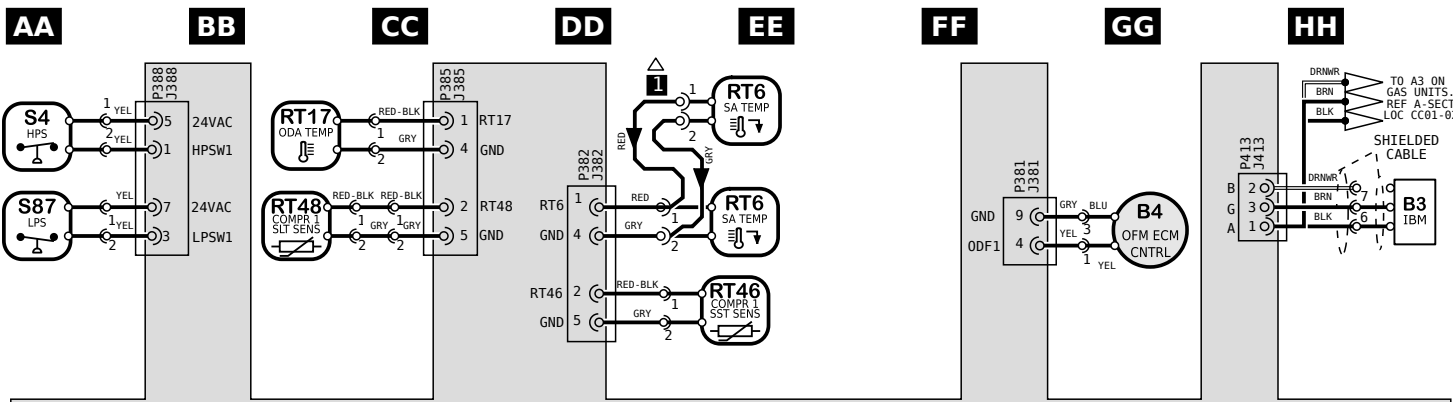 AA BB CC DD EE FF GG HH
P388
J388
S4
HPS
1 YEL
2 YEL
5 24VAC
1 HPSW1
S87
LPS
YEL
1 YEL
2
7 24VAC
3 LPSW1
P385
J385
RT17
ODA TEMP
RED-BLK
1 GRY
2
1 RT17
4 GND
RT48
COMPR 1
SLT SENS
RED-BLK RED-BLK
1 1
GRY GRY
2 2
2 RT48
5 GND
P382
J382
RT6 1
GND 4
RT46 2
GND 5
1
RED
GRY
1
2
RT6
SA TEMP
RED
1
GRY
2
RT6
SA TEMP
RED-BLK
1
GRY
2
RT46
COMPR 1
SST SENS
P381
J381
GND 9
ODF1 4
GRY BLU
3
YEL
1 YEL
B4
OFM ECM
CNTRL
P413
J413
B 2
G 3
A 1
DRNWR
BRN
BLK
TO A3 ON
GAS UNITS.
REF A-SECT
SHIELDED
CABLE
DRNWR
BRN 7
BLK 6
B3
IBM